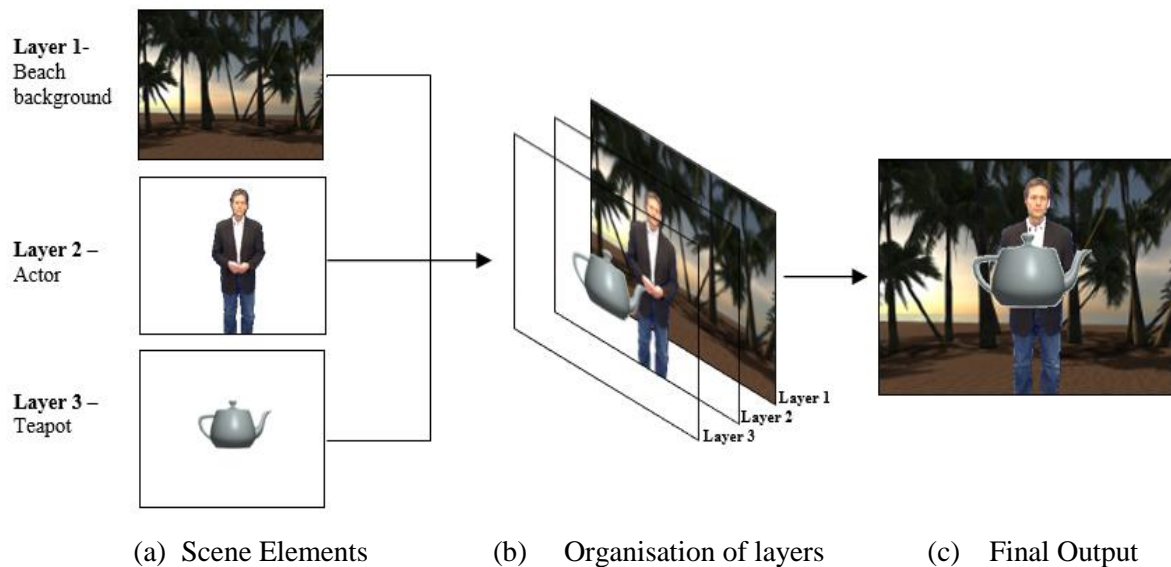 Layer 1-
Beach
background
Layer 2 –
Actor
Layer 3 –
Teapot
Layer 1
Layer 2
Layer 3
(a) Scene Elements
(b) Organisation of layers
(c) Final Output